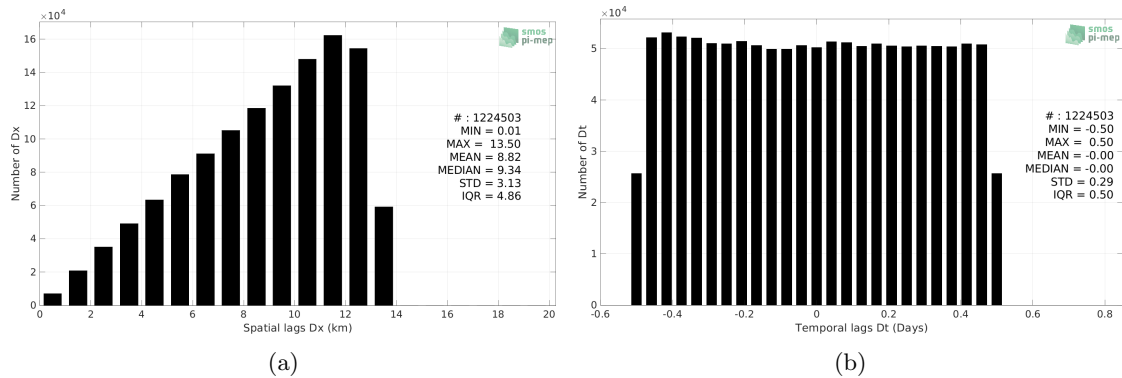 ×10⁴
16
14
12
10
8
6
4
2
0
Number of Dx
smos
pi-mep
# : 1224503
MIN = 0.01
MAX = 13.50
MEAN = 8.82
MEDIAN = 9.34
STD = 3.13
IQR = 4.86
0 2 4 6 8 10 12 14 16 18 20
Spatial lags Dx (km)
(a)
×10⁴
5
4
3
2
1
0
Number of Dt
smos
pi-mep
# : 1224503
MIN = -0.50
MAX = 0.50
MEAN = -0.00
MEDIAN = -0.00
STD = 0.29
IQR = 0.50
-0.6 -0.4 -0.2 0 0.2 0.4 0.6 0.8
Temporal lags Dt (Days)
(b)